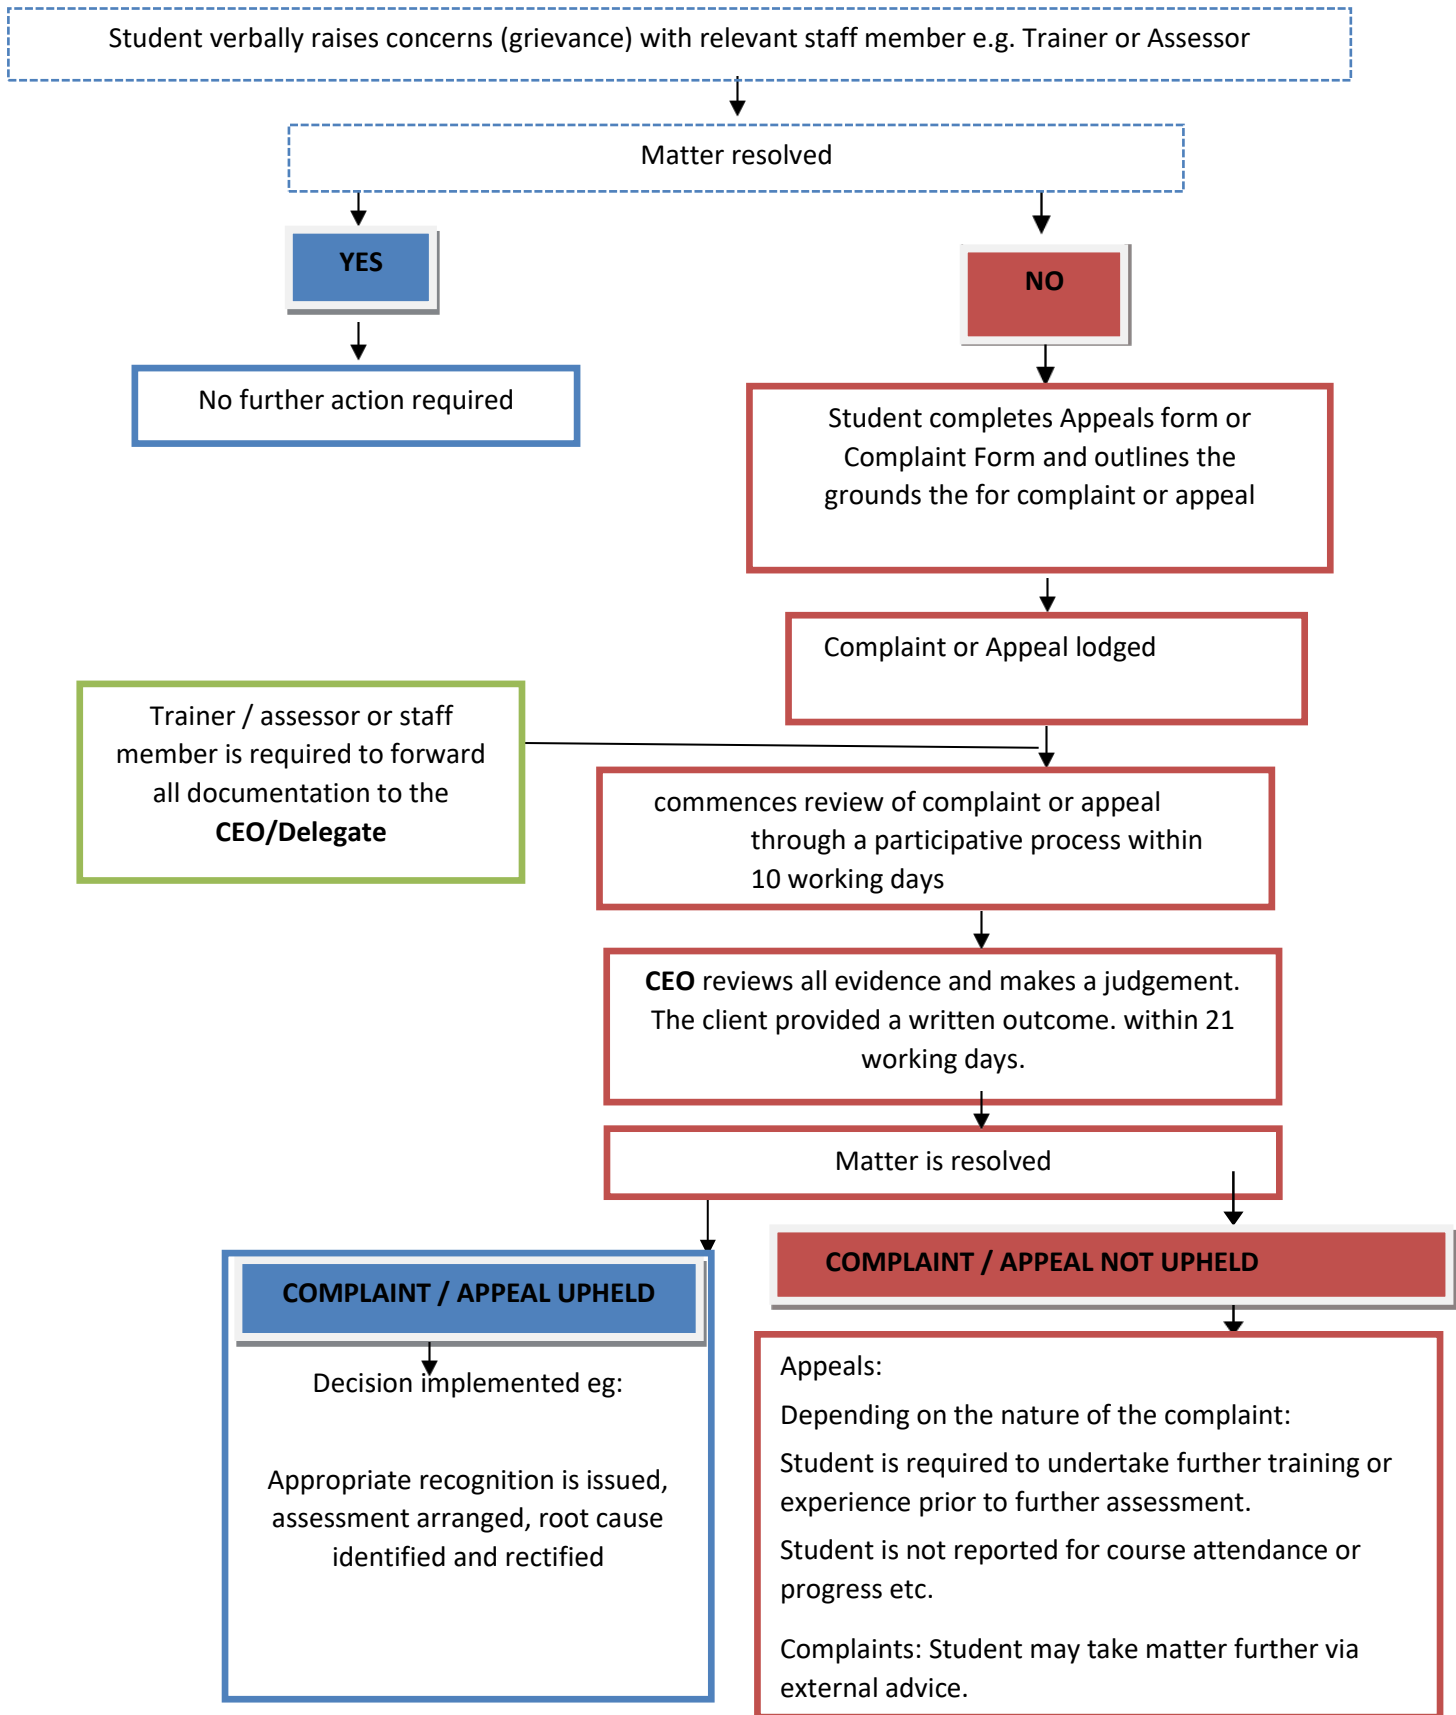 Student verbally raises concerns (grievance) with relevant staff member e.g. Trainer or Assessor
Matter resolved
YES
NO
No further action required
Student completes Appeals form or
Complaint Form and outlines the
grounds the for complaint or appeal
Complaint or Appeal lodged
Trainer / assessor or staff
member is required to forward
all documentation to the
CEO/Delegate
commences review of complaint or appeal
through a participative process within
10 working days
CEO reviews all evidence and makes a judgement.
The client provided a written outcome. within 21
working days.
Matter is resolved
COMPLAINT / APPEAL UPHELD
Decision implemented eg:
Appropriate recognition is issued,
assessment arranged, root cause
identified and rectified
COMPLAINT / APPEAL NOT UPHELD
Appeals:
Depending on the nature of the complaint:
Student is required to undertake further training or
experience prior to further assessment.
Student is not reported for course attendance or
progress etc.
Complaints: Student may take matter further via
external advice.